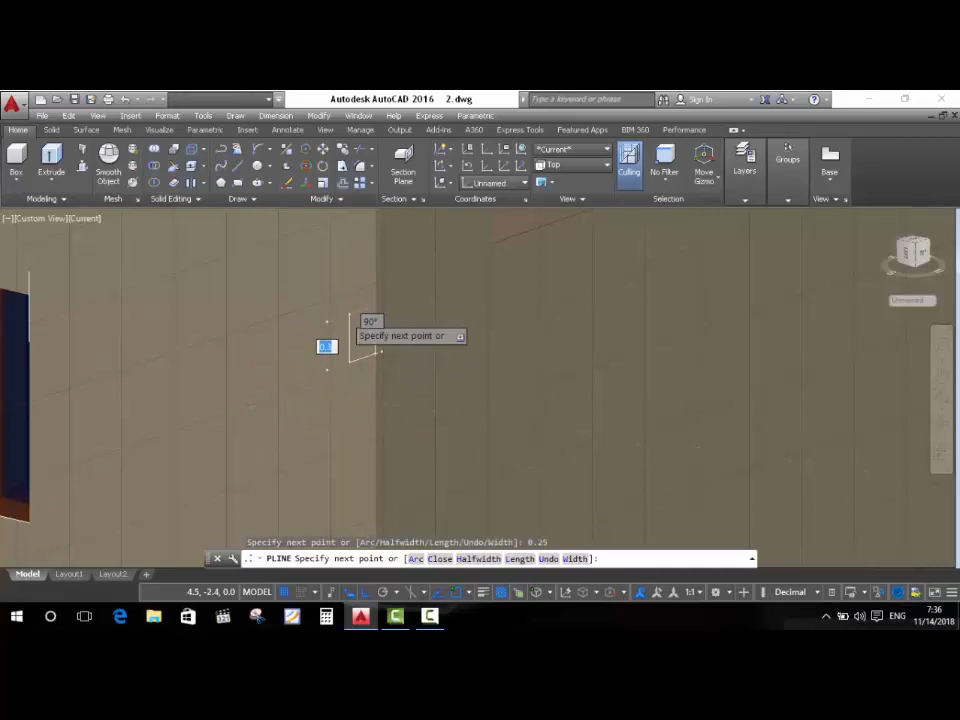 Autodesk AutoCAD 2016 2.dwg
Type a keyword or phrase
Sign In
File Edit View Insert Format Tools Draw Dimension Modify Window Express Parametric
Home Solid Surface Mesh Visualize Parametric Insert Annotate View Manage Output Add-ins A360 Express Tools Featured Apps BIM 360 Performance
Box Extrude Smooth Object Section Plane *Current* Top Unnamed Culling No Filter Move Gizmo Layers Groups Base
Modeling Mesh Solid Editing Draw Modify Section Coordinates View Selection View
[−][Custom View][Current]
90°
Specify next point or
Unnamed
Specify next point or [Arc/Halfwidth/Length/Undo/Width]: 0.25
PLINE Specify next point or [Arc Close Halfwidth Length Undo Width]:
Model Layout1 Layout2 +
4.5, -2.4, 0.0 MODEL 1:1 Decimal
ENG
7:36
11/14/2018